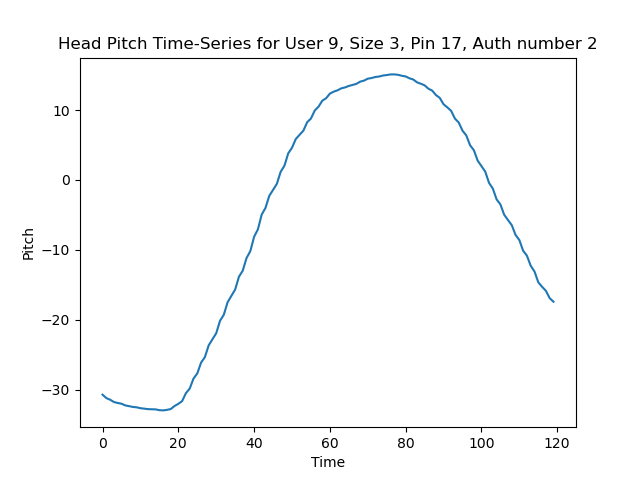 Head Pitch Time-Series for User 9, Size 3, Pin 17, Auth number 2
Pitch
10
0
−10
−20
−30
0 20 40 60 80 100 120
Time